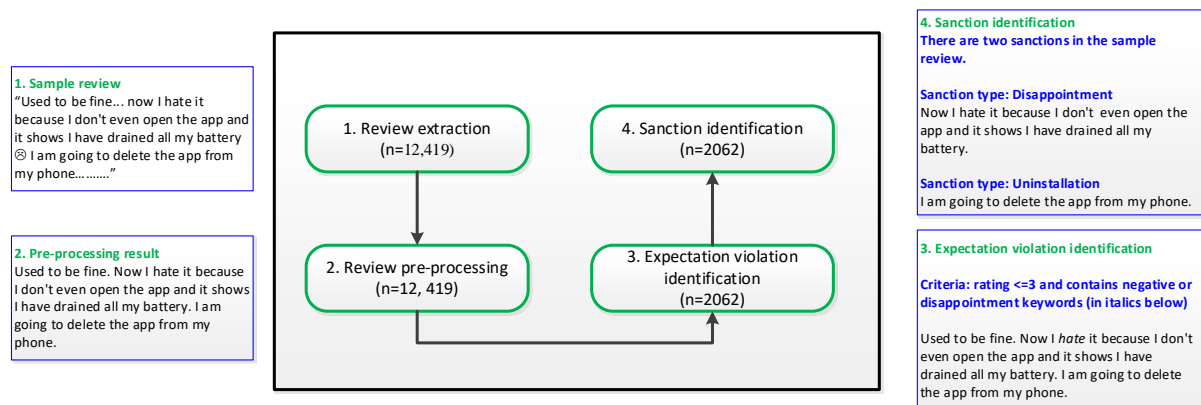 1. Sample review
“Used to be fine... now I hate it
because I don't even open the app and
it shows I have drained all my battery
☹ I am going to delete the app from
my phone.........”
2. Pre-processing result
Used to be fine. Now I hate it because
I don't even open the app and it shows
I have drained all my battery. I am
going to delete the app from my
phone.
1. Review extraction
(n=12,419)
2. Review pre-processing
(n=12, 419)
3. Expectation violation
identification
(n=2062)
4. Sanction identification
(n=2062)
4. Sanction identification
There are two sanctions in the sample
review.
Sanction type: Disappointment
Now I hate it because I don't  even open the
app and it shows I have drained all my
battery.
Sanction type: Uninstallation
I am going to delete the app from my phone.
3. Expectation violation identification
Criteria: rating <=3 and contains negative or
disappointment keywords (in italics below)
Used to be fine. Now I hate it because I don't
even open the app and it shows I have
drained all my battery. I am going to delete
the app from my phone.